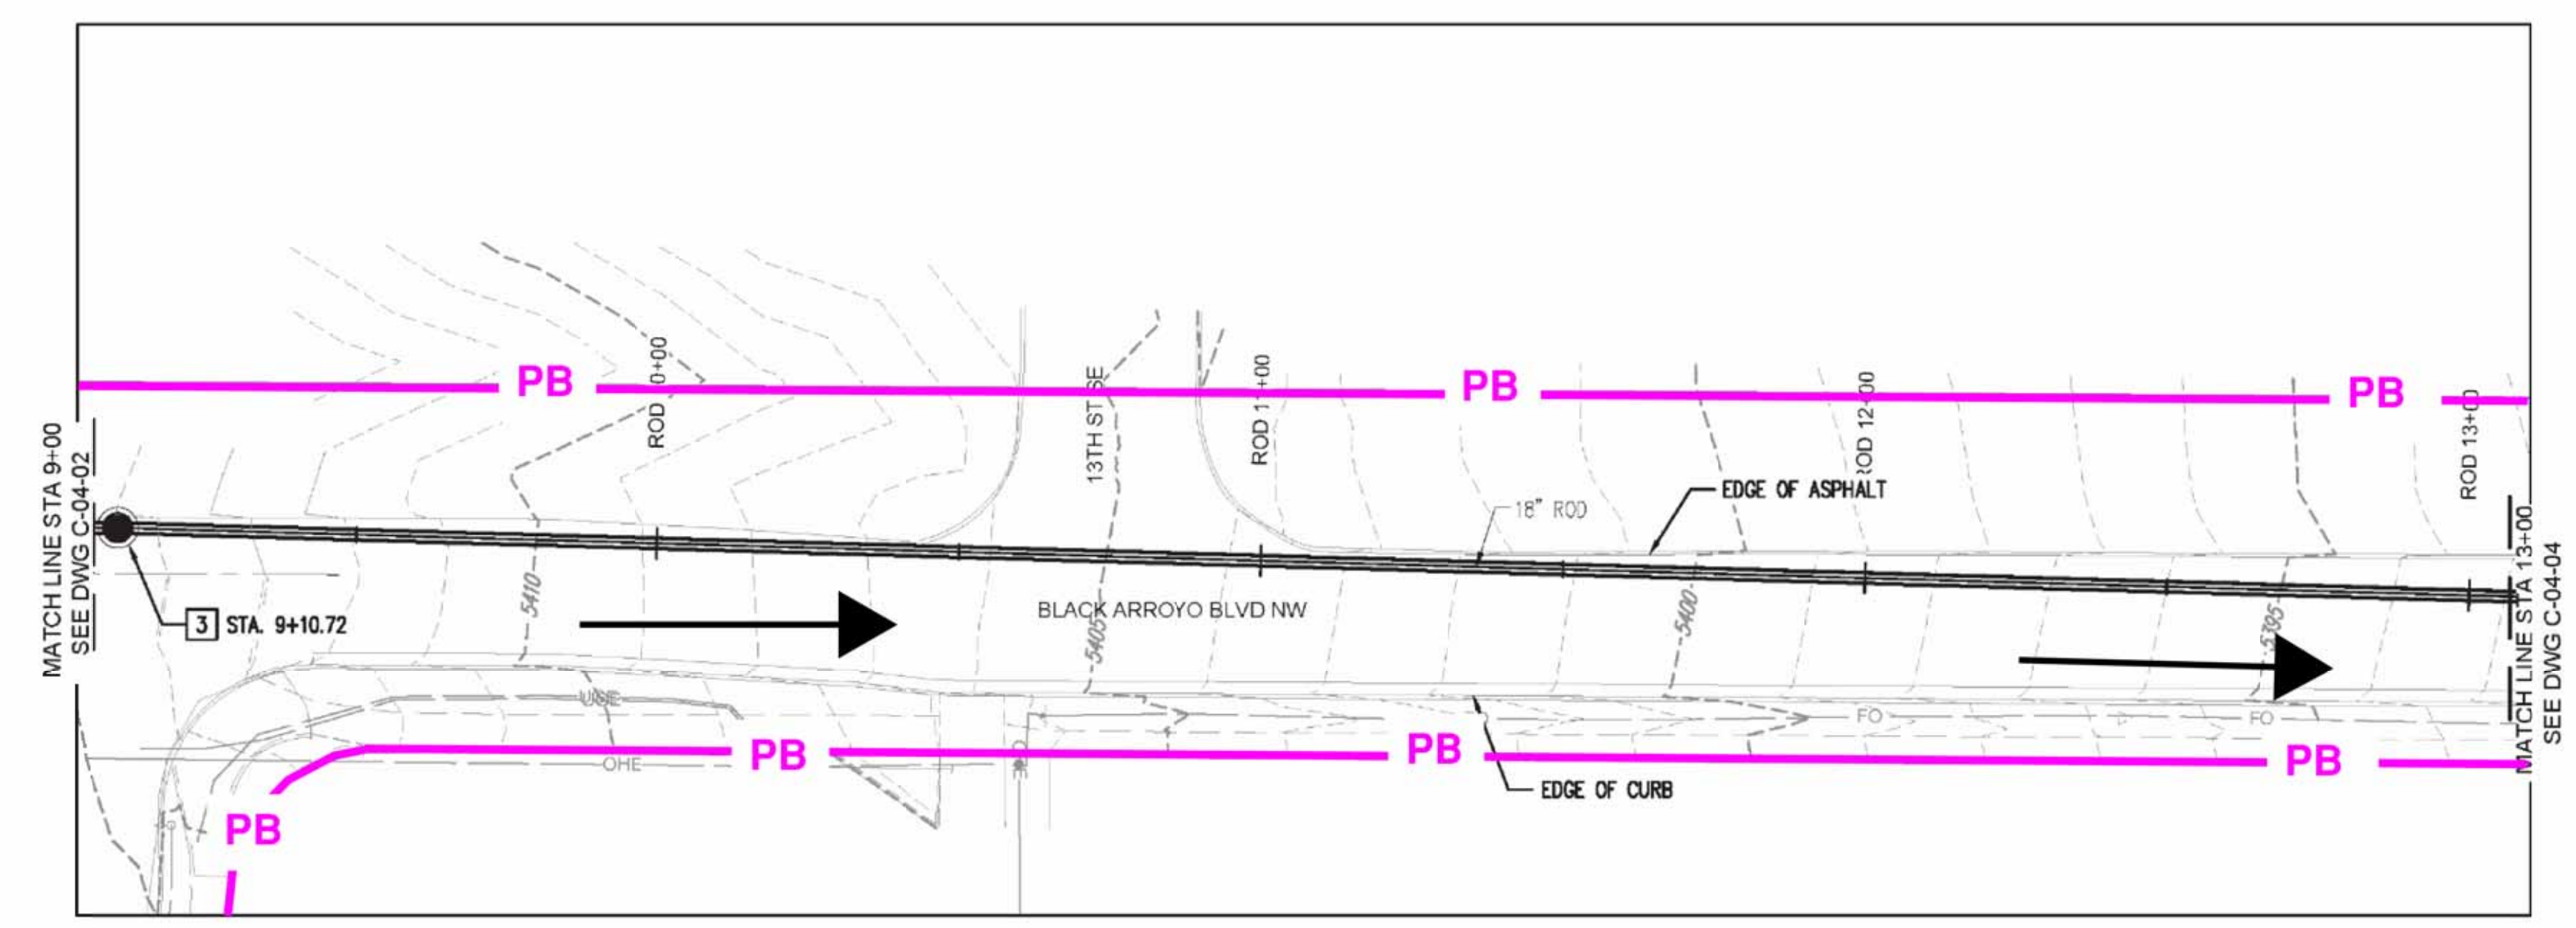 PB
PB
PB
ROD 0+00
13TH ST SE
ROD 11+00
ROD 12+00
ROD 13+00
MATCH LINE STA 9+00
SEE DWG C-04-02
EDGE OF ASPHALT
18" ROD
3 STA. 9+10.72
5410
BLACK ARROYO BLVD NW
5405
5400
5395
MATCH LINE STA 13+00
SEE DWG C-04-04
UGE
FO
FO
PB
PB
PB
OHE
EDGE OF CURB
PB